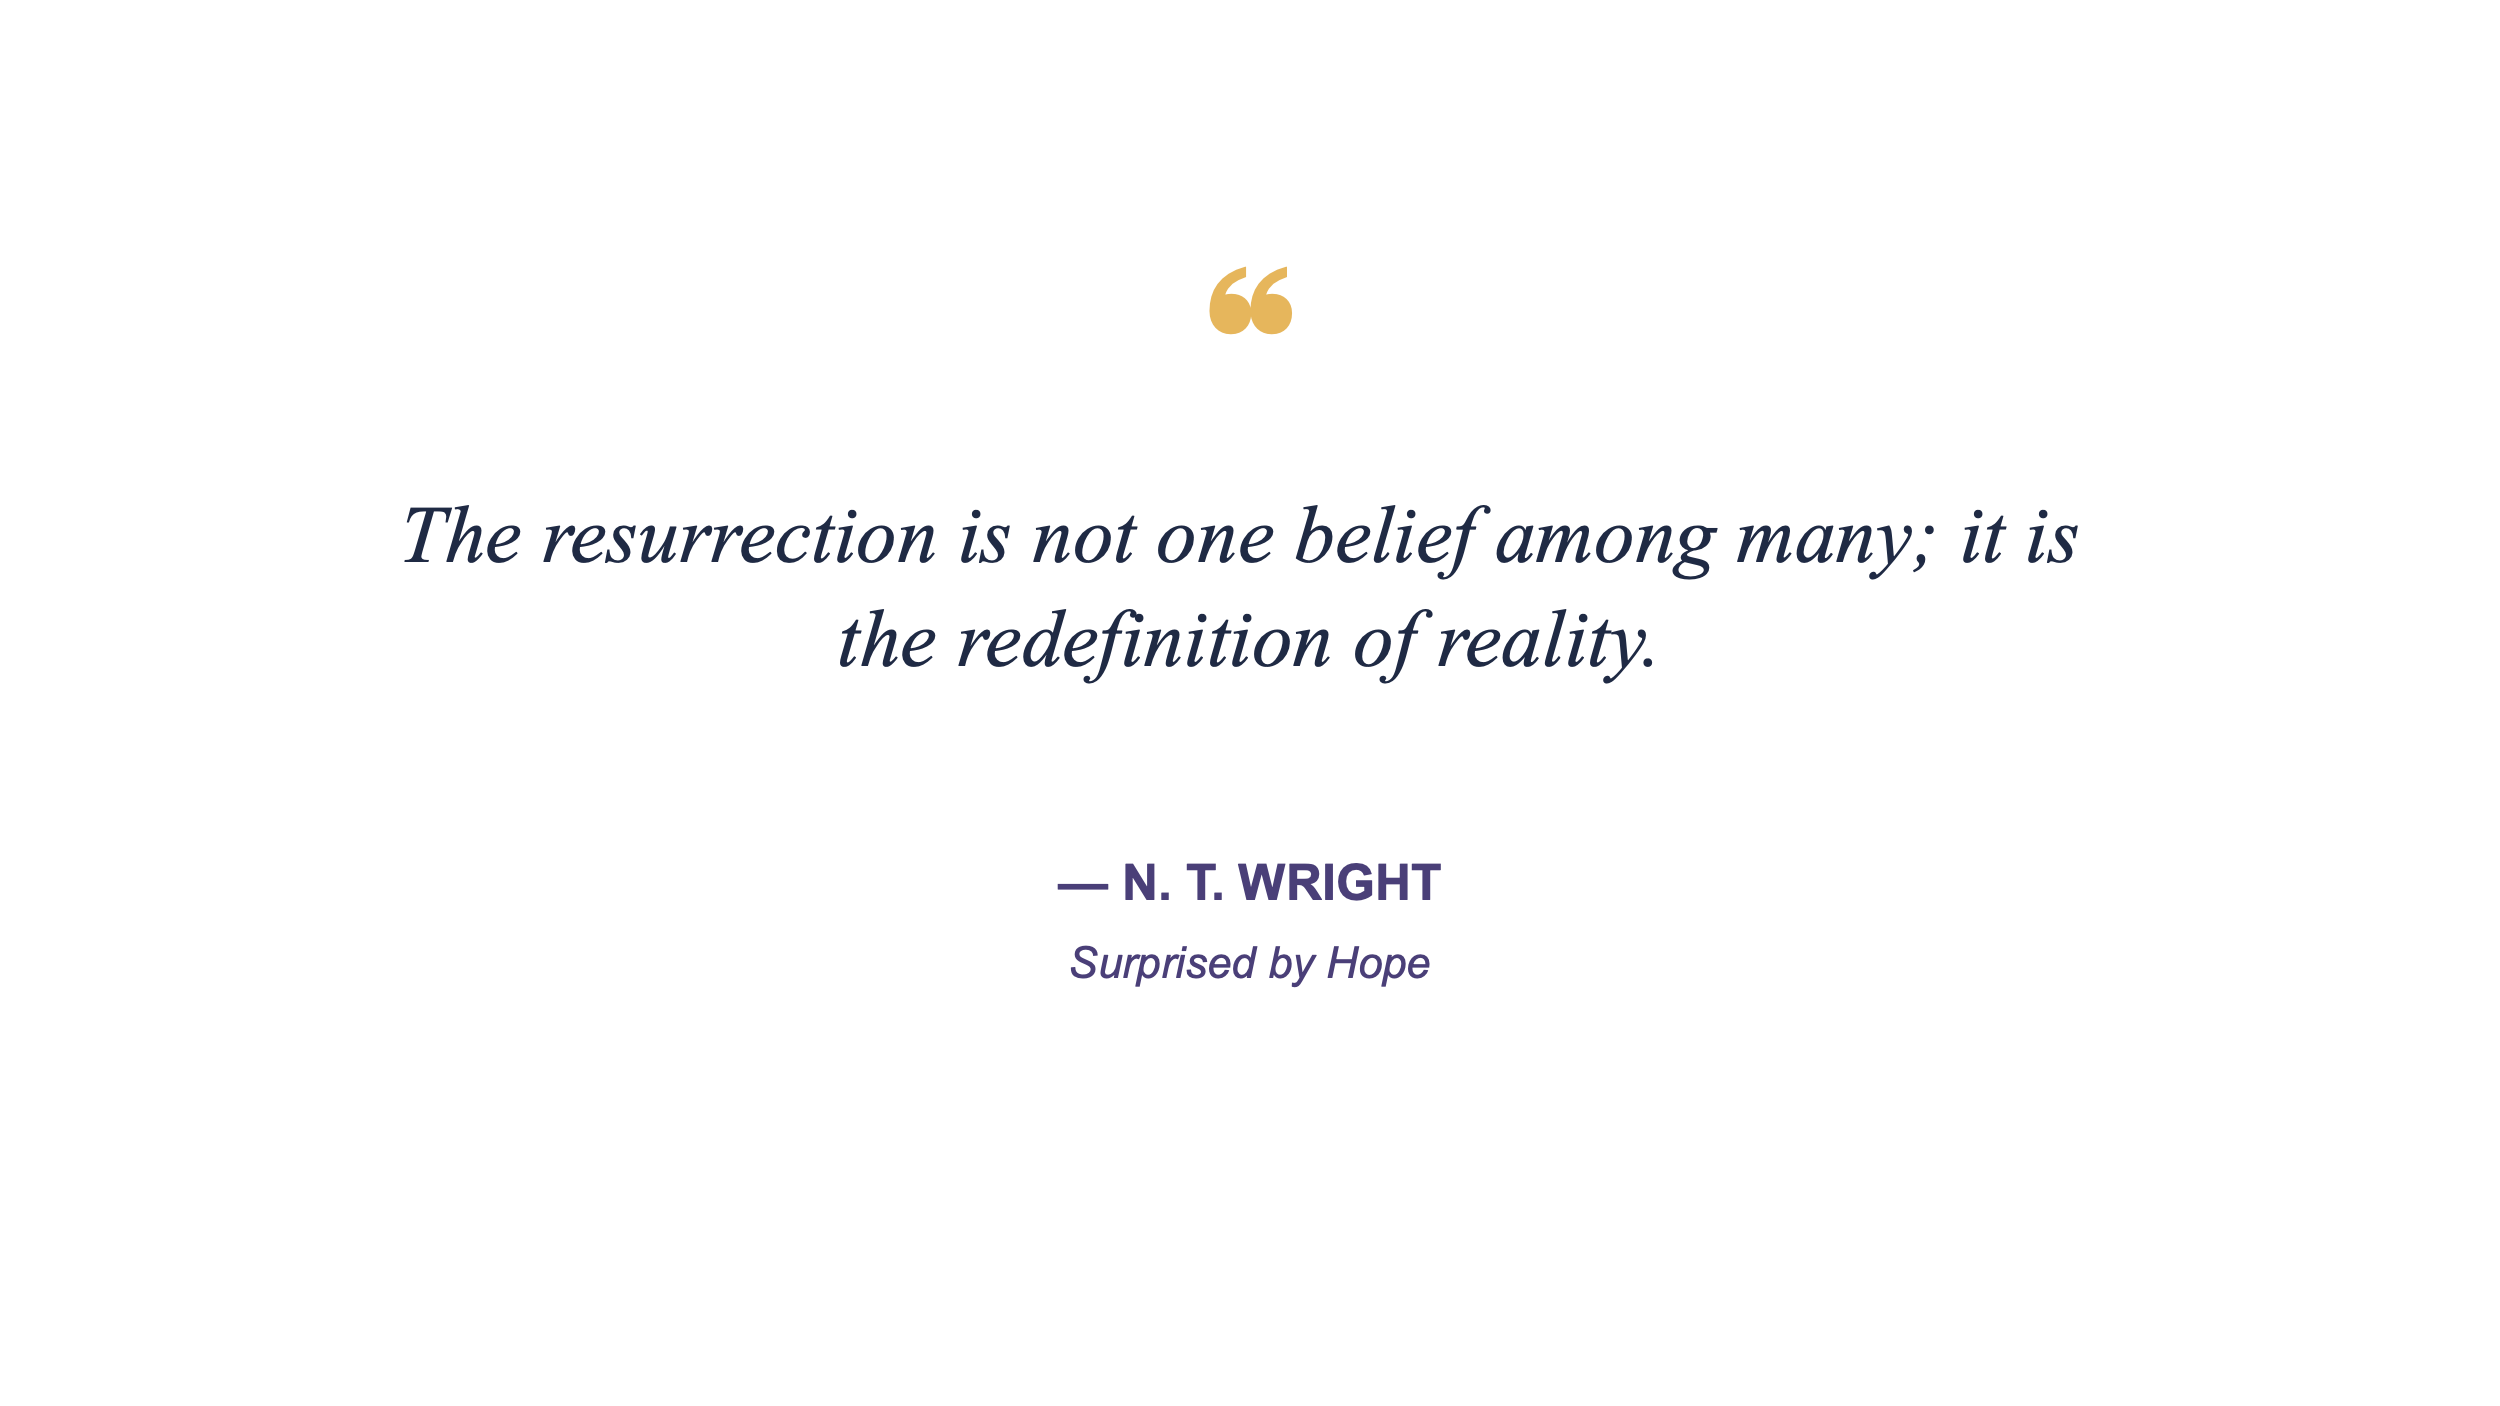 “
The resurrection is not one belief among many; it is
the redefinition of reality.
— N. T. WRIGHT
Surprised by Hope